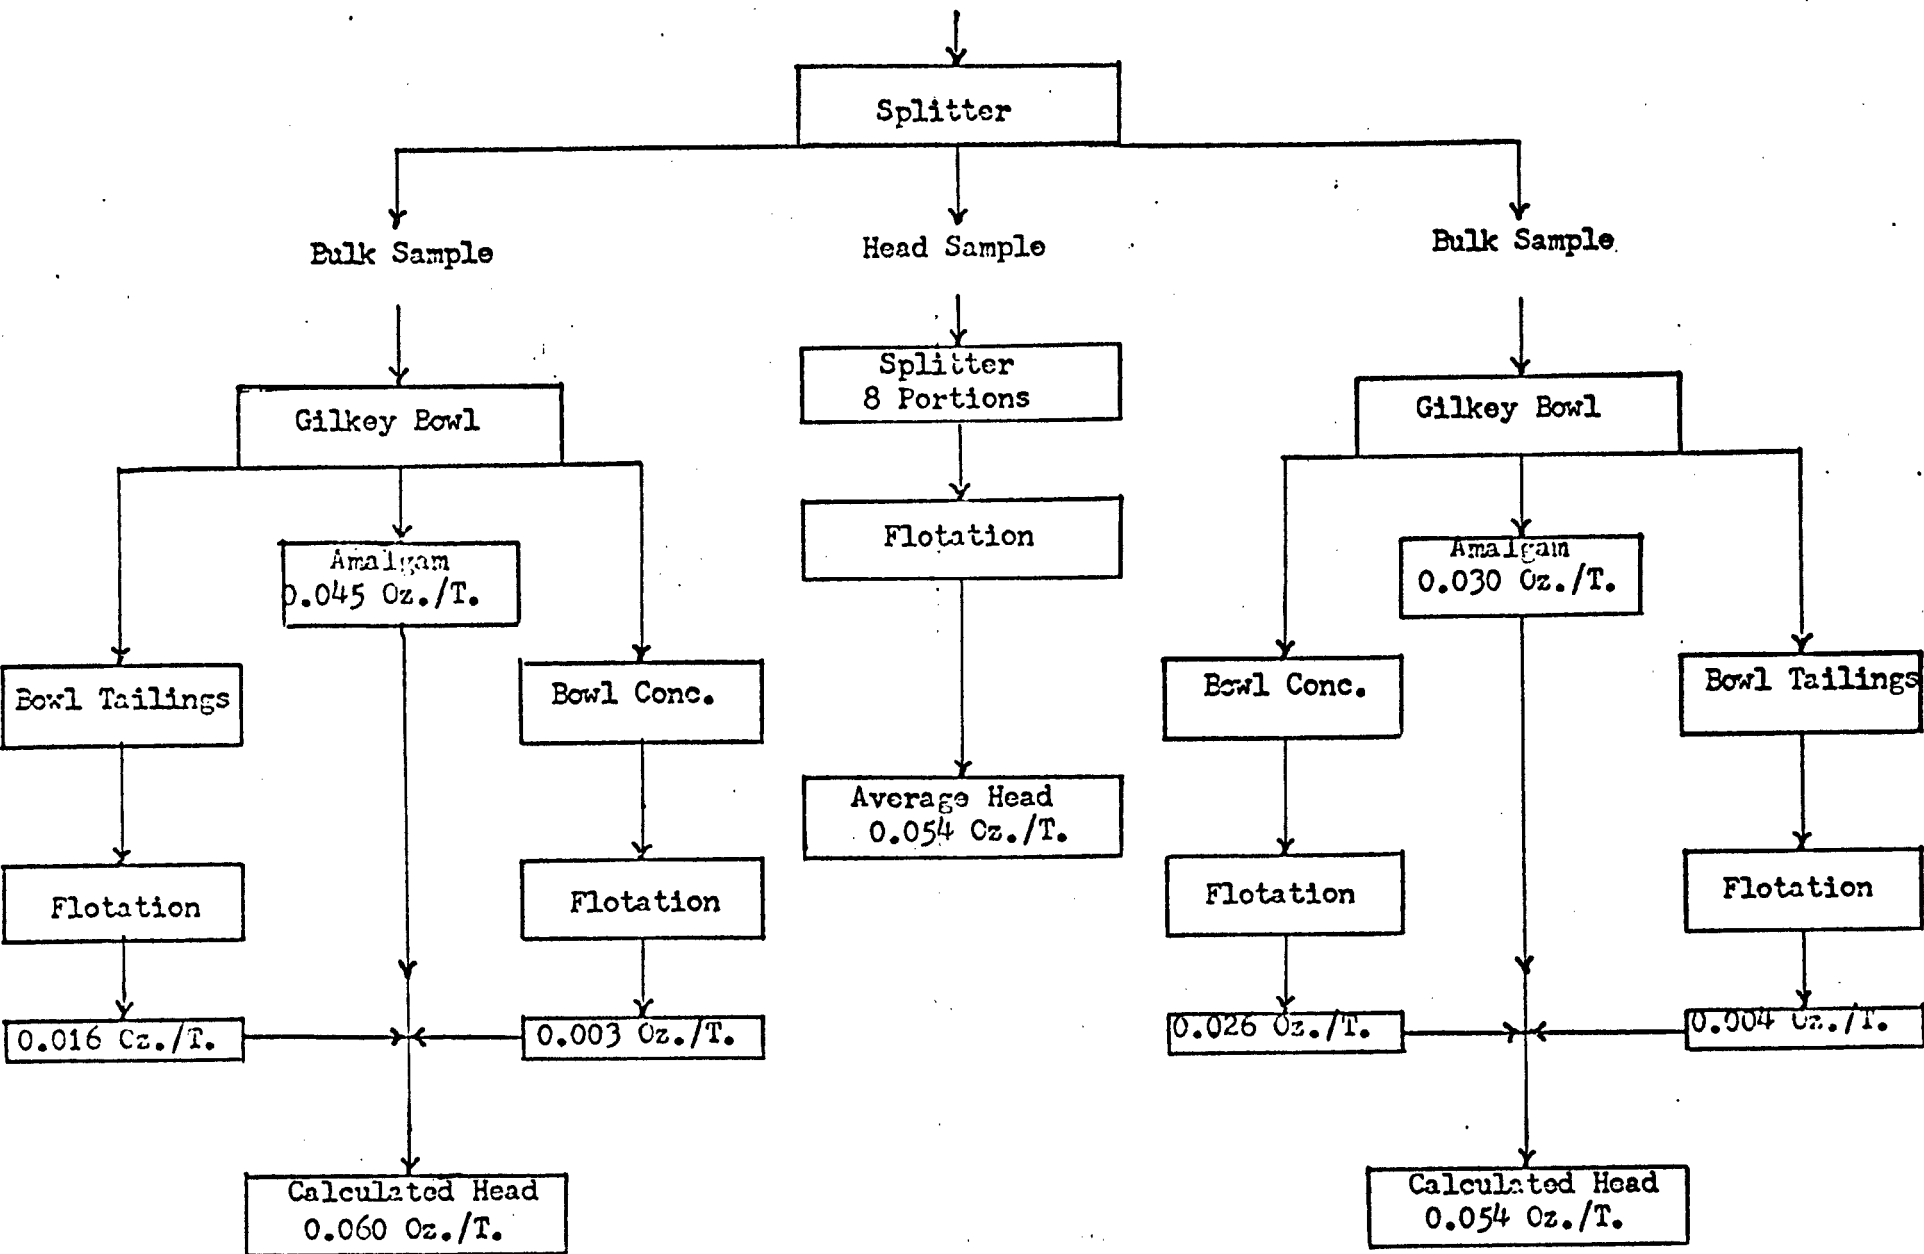 Splitter
Bulk Sample
Head Sample
Bulk Sample
Splitter
8 Portions
Gilkey Bowl
Gilkey Bowl
Flotation
Amalgam
0.045 Oz./T.
Amalgam
0.030 Oz./T.
Bowl Tailings
Bowl Conc.
Bowl Conc.
Bowl Tailings
Average Head
0.054 Oz./T.
Flotation
Flotation
Flotation
Flotation
0.016 Oz./T.
0.003 Oz./T.
0.026 Oz./T.
0.004 Oz./T.
Calculated Head
0.060 Oz./T.
Calculated Head
0.054 Oz./T.